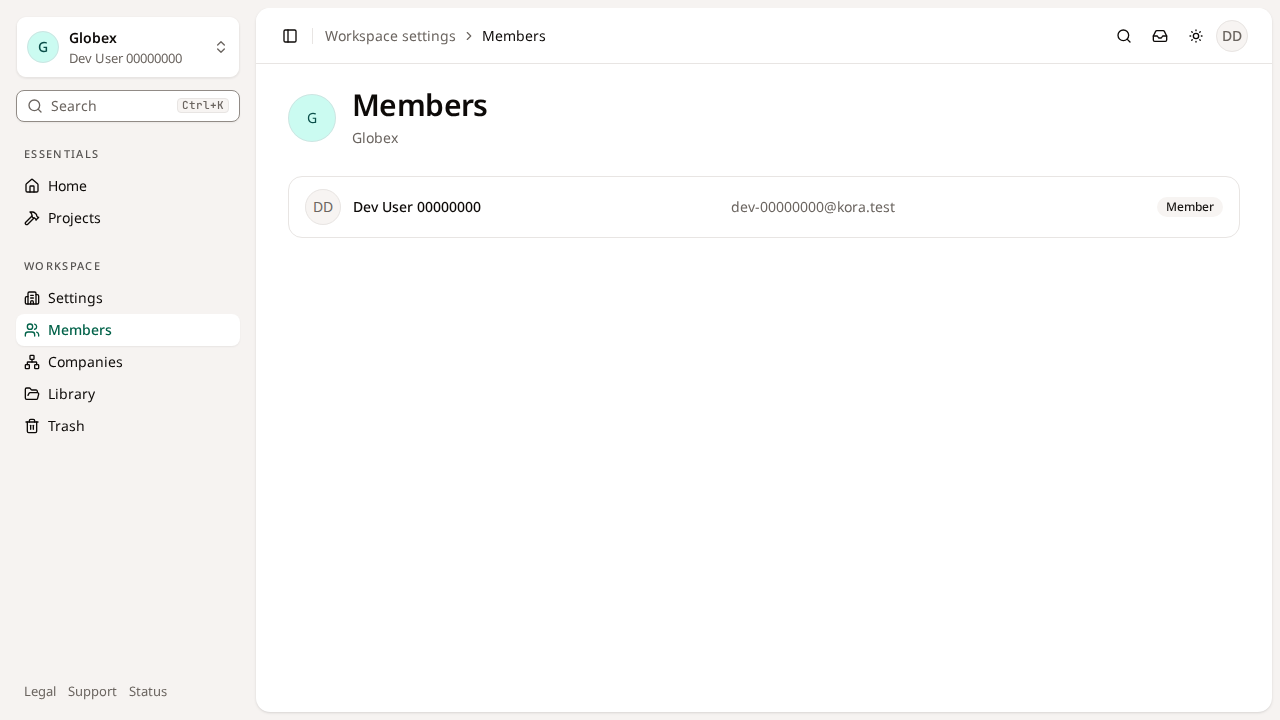 G
Globex
Dev User 00000000
Search
Ctrl+K
ESSENTIALS
Home
Projects
WORKSPACE
Settings
Members
Companies
Library
Trash
Legal Support Status
Workspace settings > Members
DD
G
Members
Globex
DD
Dev User 00000000
dev-00000000@kora.test
Member